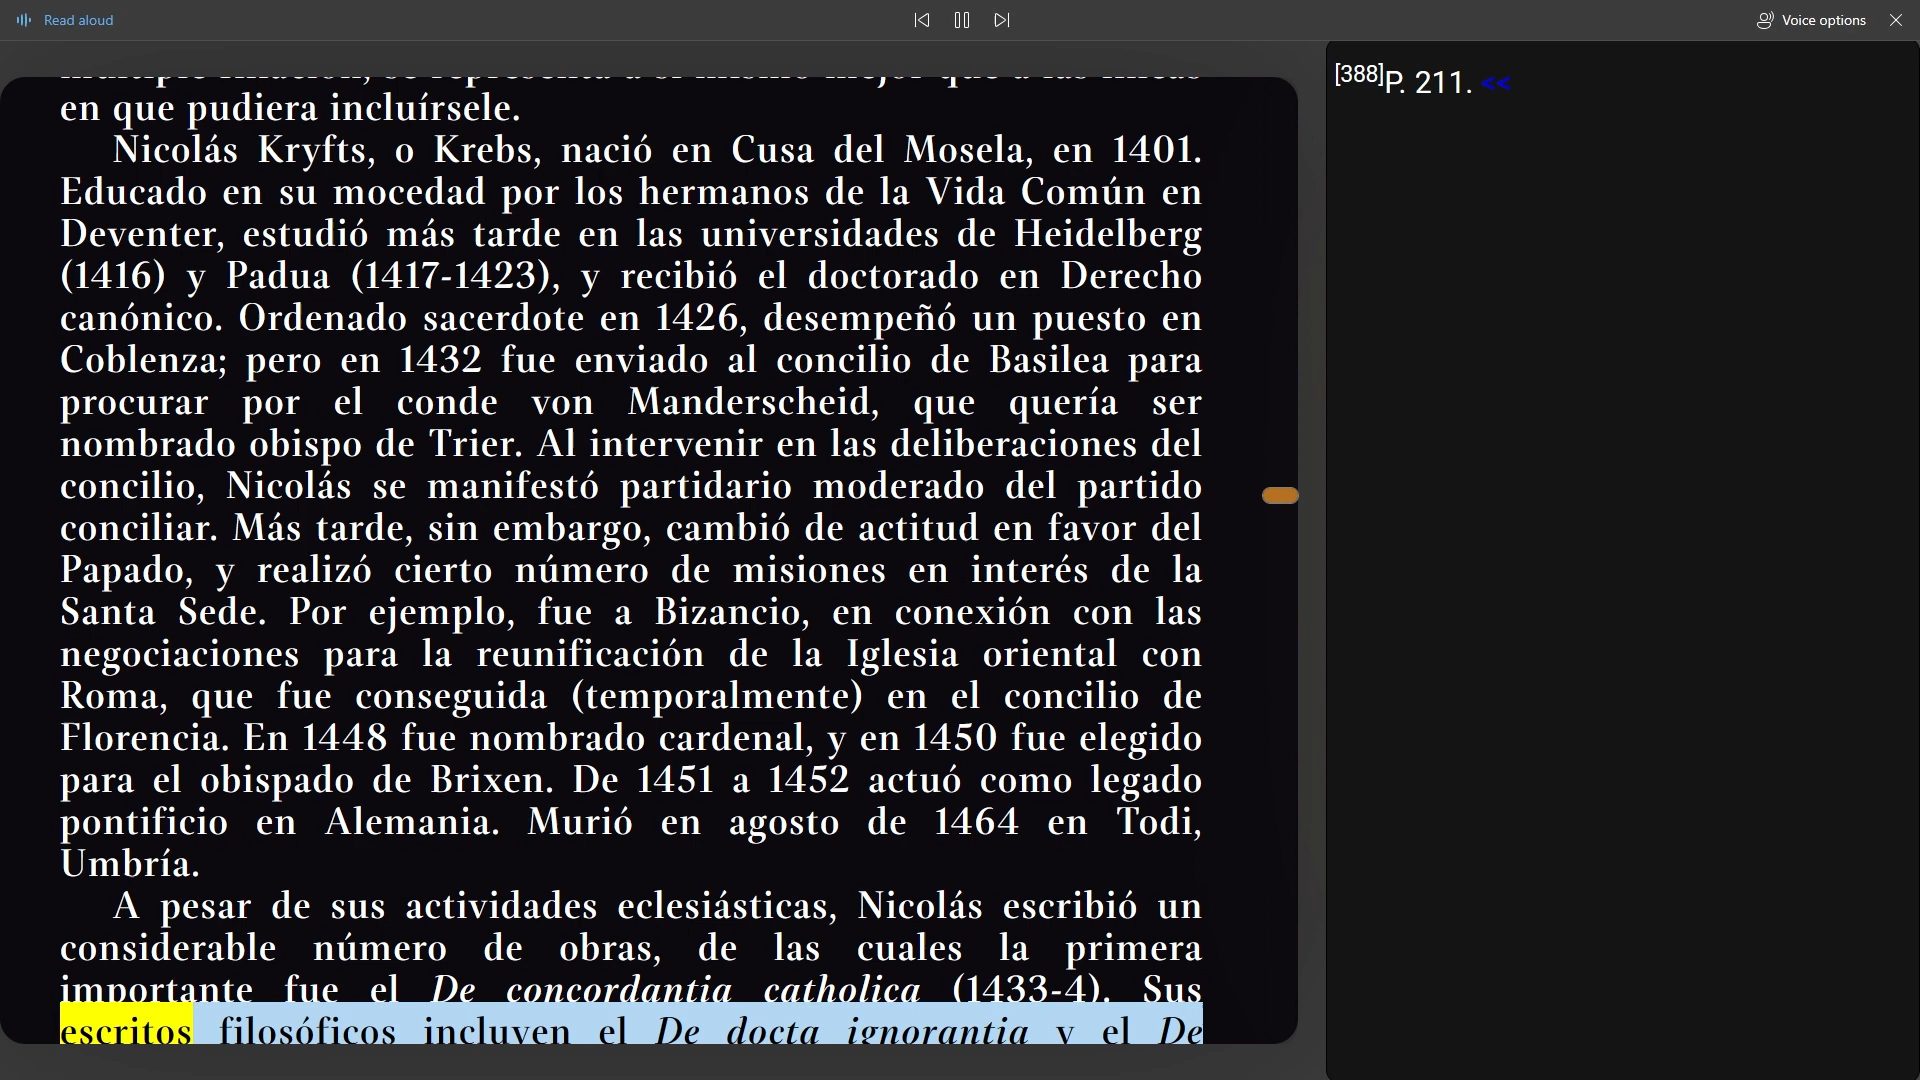 Read aloud
Voice options
en que pudiera incluírsele.
Nicolás Kryfts, o Krebs, nació en Cusa del Mosela, en 1401.
Educado en su mocedad por los hermanos de la Vida Común en
Deventer, estudió más tarde en las universidades de Heidelberg
(1416) y Padua (1417-1423), y recibió el doctorado en Derecho
canónico. Ordenado sacerdote en 1426, desempeñó un puesto en
Coblenza; pero en 1432 fue enviado al concilio de Basilea para
procurar por el conde von Manderscheid, que quería ser
nombrado obispo de Trier. Al intervenir en las deliberaciones del
concilio, Nicolás se manifestó partidario moderado del partido
conciliar. Más tarde, sin embargo, cambió de actitud en favor del
Papado, y realizó cierto número de misiones en interés de la
Santa Sede. Por ejemplo, fue a Bizancio, en conexión con las
negociaciones para la reunificación de la Iglesia oriental con
Roma, que fue conseguida (temporalmente) en el concilio de
Florencia. En 1448 fue nombrado cardenal, y en 1450 fue elegido
para el obispado de Brixen. De 1451 a 1452 actuó como legado
pontificio en Alemania. Murió en agosto de 1464 en Todi,
Umbría.
A pesar de sus actividades eclesiásticas, Nicolás escribió un
considerable número de obras, de las cuales la primera
importante fue el De concordantia catholica (1433-4). Sus
escritos filosóficos incluyen el De docta ignorantia y el De
[388]P. 211. <<